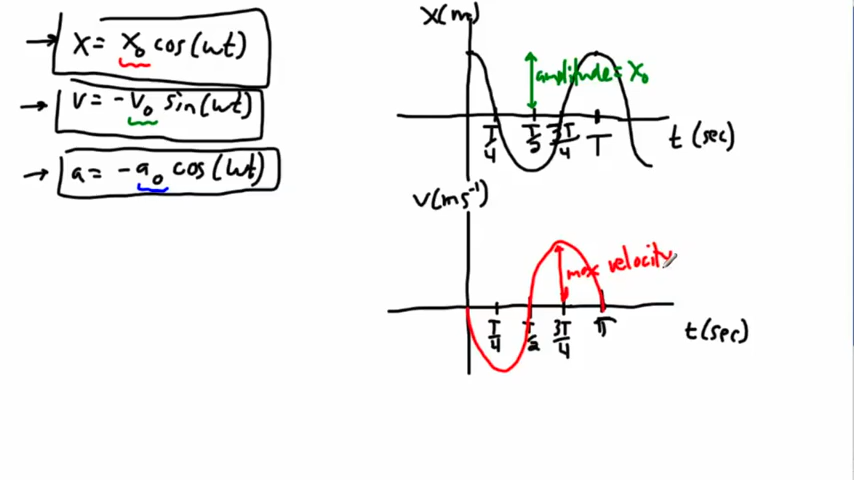 x = x₀ cos(wt)
v = -v₀ sin(wt)
a = -a₀ cos(wt)
X(m)
amplitude = x₀
T/4 T/2 3T/4 T
t (sec)
v(ms⁻¹)
max velocity
T/4 T/2 3T/4 π
t(sec)